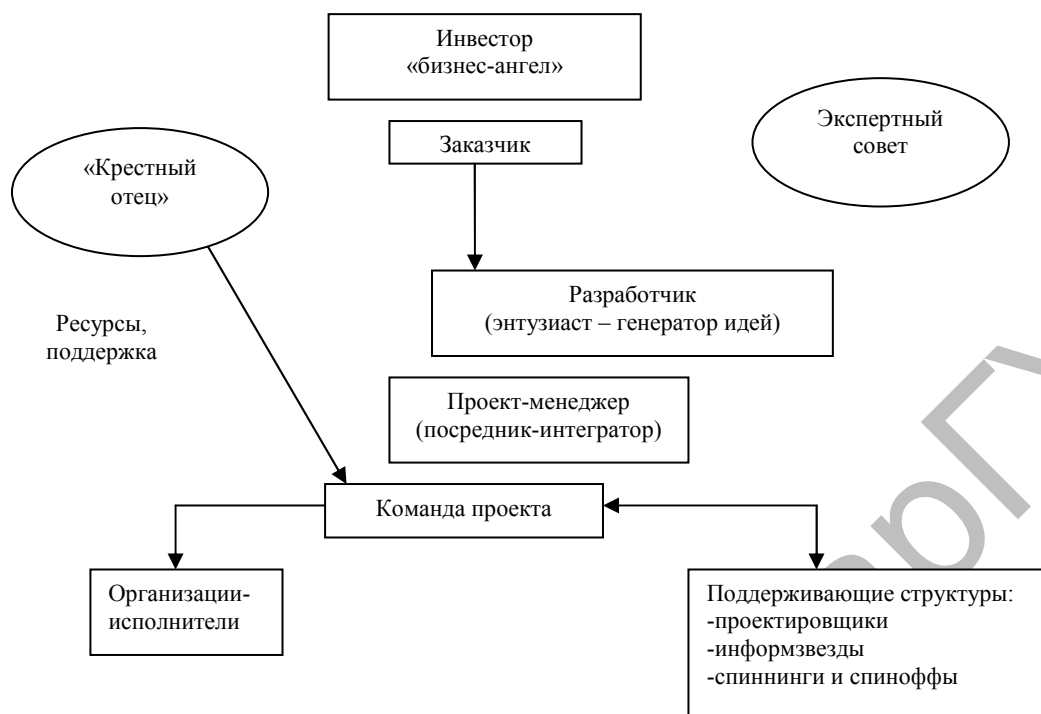 Инвестор
«бизнес-ангел»
Экспертный
совет
Заказчик
«Крестный
отец»
Разработчик
(энтузиаст – генератор идей)
Ресурсы,
поддержка
Проект-менеджер
(посредник-интегратор)
Команда проекта
Организации-
исполнители
Поддерживающие структуры:
-проектировщики
-информзвезды
-спиннинги и спиноффы